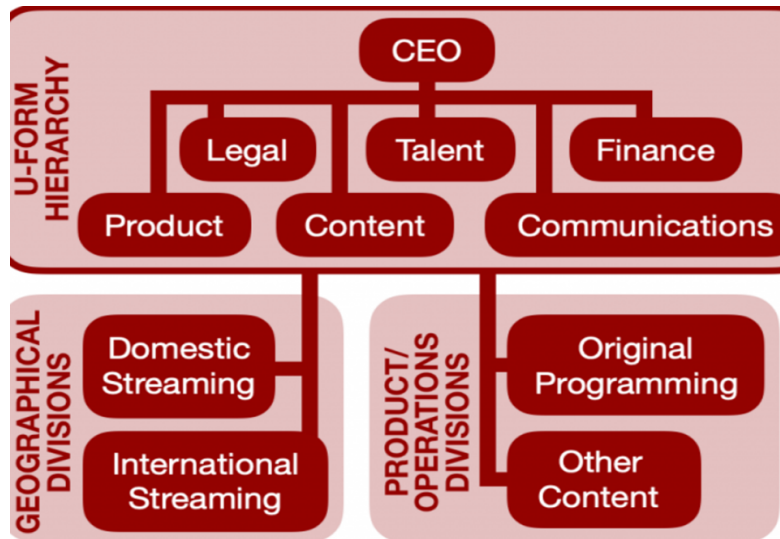 U-FORM
HIERARCHY
CEO
Legal
Talent
Finance
Product
Content
Communications
GEOGRAPHICAL
DIVISIONS
Domestic
Streaming
International
Streaming
PRODUCT/
OPERATIONS
DIVISIONS
Original
Programming
Other
Content